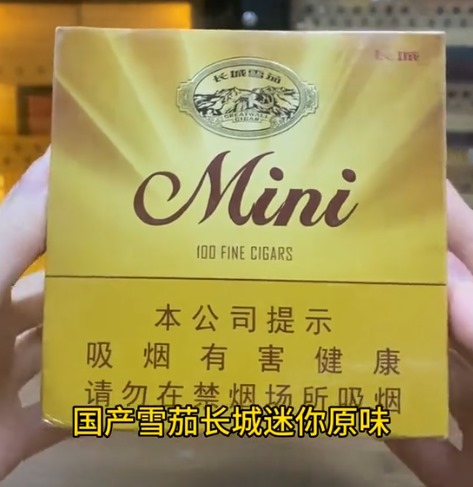 长城
长城雪茄
GREATWALL
CIGAR
Mini
100 FINE CIGARS
本公司提示
吸烟有害健康
请勿在禁烟场所吸烟
国产雪茄长城迷你原味